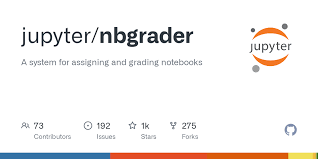 jupyter/nbgrader
jupyter
A system for assigning and grading notebooks
73
Contributors
192
Issues
1k
Stars
275
Forks